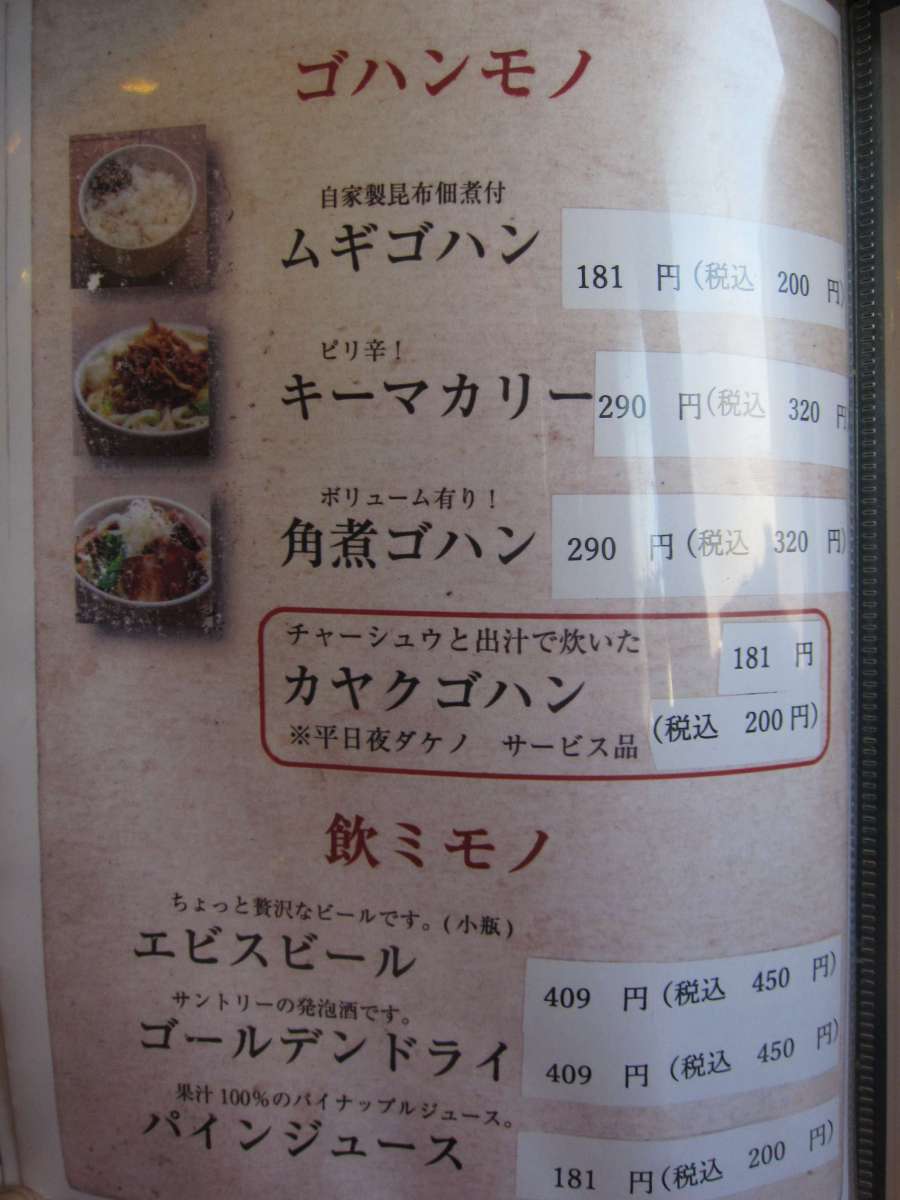 ゴハンモノ
自家製昆布佃煮付
ムギゴハン 181 円(税込 200 円)
ピリ辛!
キーマカリー 290 円(税込 320 円
ボリューム有り!
角煮ゴハン 290 円(税込 320 円)
チャーシュウと出汁で炊いた
カヤクゴハン 181 円
※平日夜ダケノ サービス品 (税込 200円)
飲ミモノ
ちょっと贅沢なビールです。(小瓶)
エビスビール 409 円(税込 450 円)
サントリーの発泡酒です。
ゴールデンドライ 409 円(税込 450 円)
果汁100%のパイナップルジュース。
パインジュース 181 円(税込 200 円)